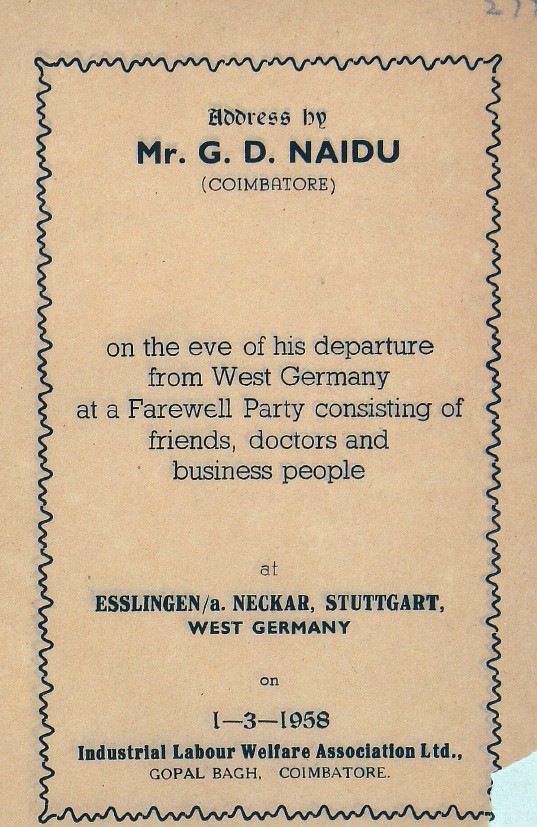 Address by
Mr. G. D. NAIDU
(COIMBATORE)
on the eve of his departure
from West Germany
at a Farewell Party consisting of
friends, doctors and
business people
at
ESSLINGEN/a. NECKAR, STUTTGART,
WEST GERMANY
on
1—3—1958
Industrial Labour Welfare Association Ltd.,
GOPAL BAGH, COIMBATORE.